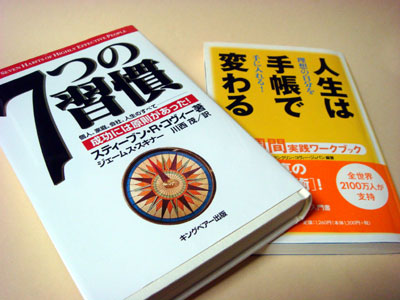 SEVEN HABITS OF HIGHLY EFFECTIVE PEOPLE
7つの習慣
個人、家庭、会社、人生のすべて
成功には原則があった!
スティーブン・R・コヴィー著
ジェームス・スキナー
川西 茂/訳
キングベアー出版
人生は
手帳で
変わる
理想の自分を
手に入れる!
間 実践ワークブック
全世界
2100万人が
支持